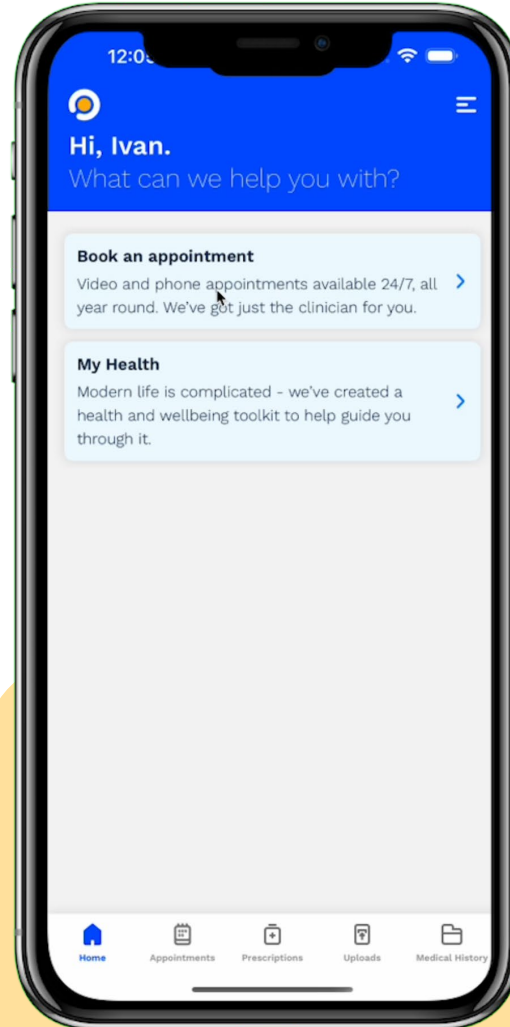 Hi, Ivan.
What can we help you with?
Book an appointment
Video and phone appointments available 24/7, all
year round. We've got just the clinician for you.
My Health
Modern life is complicated - we've created a
health and wellbeing toolkit to help guide you
through it.
Home
Appointments
Prescriptions
Uploads
Medical History